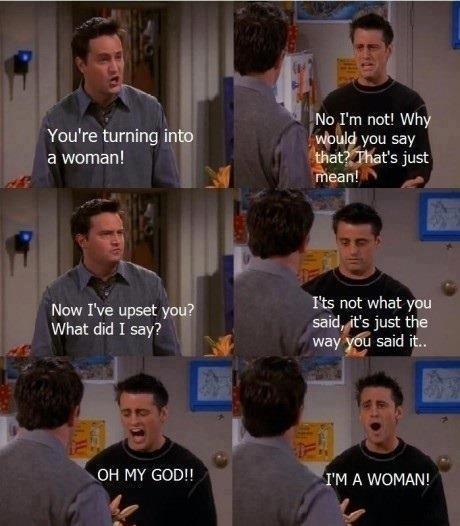 You're turning into
a woman!
No I'm not! Why
would you say
that? That's just
mean!
Now I've upset you?
What did I say?
I'ts not what you
said, it's just the
way you said it..
OH MY GOD!!
I'M A WOMAN!